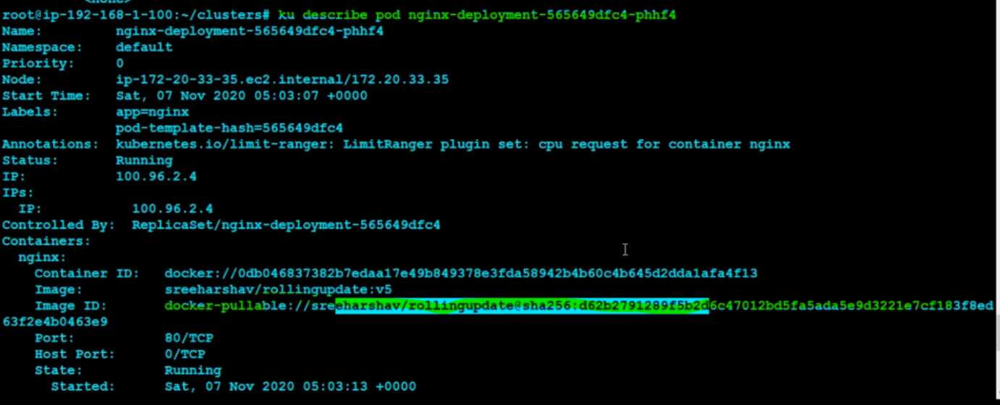 <none>
root@ip-192-168-1-100:~/clusters# ku describe pod nginx-deployment-565649dfc4-phhf4
Name: nginx-deployment-565649dfc4-phhf4
Namespace: default
Priority: 0
Node: ip-172-20-33-35.ec2.internal/172.20.33.35
Start Time: Sat, 07 Nov 2020 05:03:07 +0000
Labels: app=nginx
pod-template-hash=565649dfc4
Annotations: kubernetes.io/limit-ranger: LimitRanger plugin set: cpu request for container nginx
Status: Running
IP: 100.96.2.4
IPs:
IP: 100.96.2.4
Controlled By: ReplicaSet/nginx-deployment-565649dfc4
Containers:
nginx:
Container ID: docker://0db046837382b7edaa17e49b849378e3fda58942b4b60c4b645d2dda1afa4f13
Image: sreeharshav/rollingupdate:v5
Image ID: docker-pullable://sreeharshav/rollingupdate@sha256:d62b2791289f5b2d6c47012bd5fa5ada5e9d3221e7cf183f8ed
63f2e4b0463e9
Port: 80/TCP
Host Port: 0/TCP
State: Running
Started: Sat, 07 Nov 2020 05:03:13 +0000